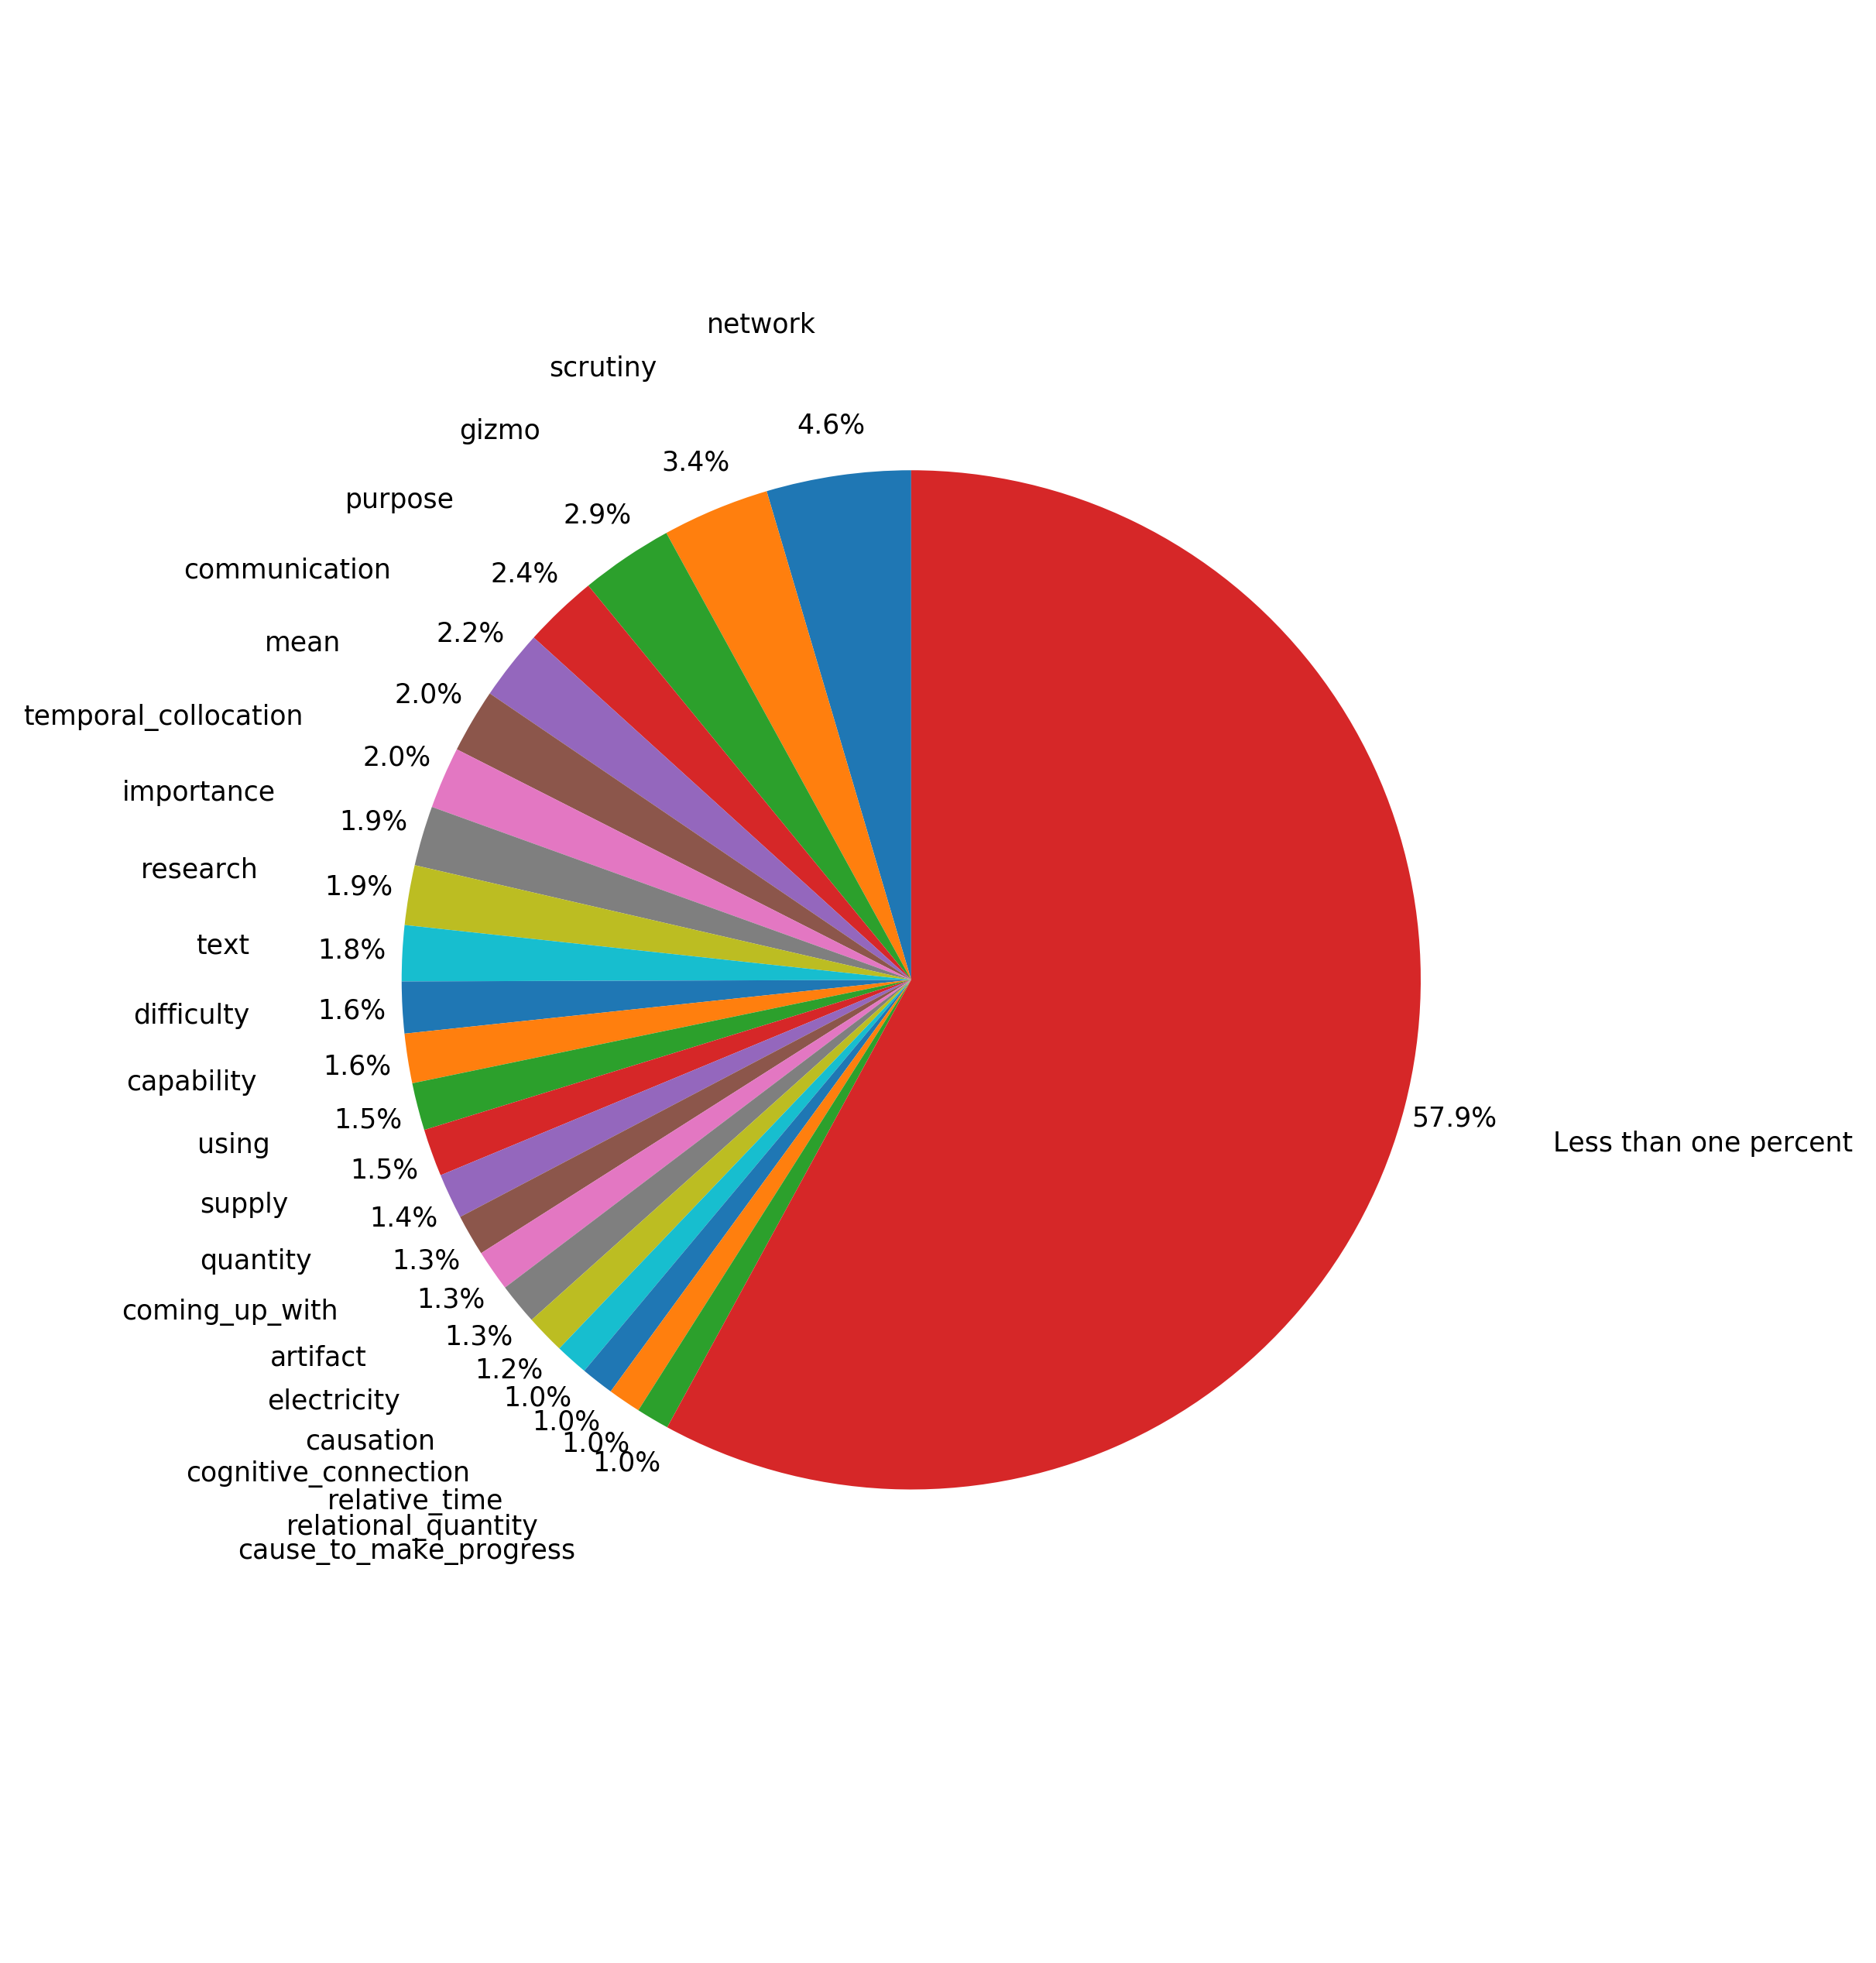 network
scrutiny
4.6%
gizmo
3.4%
purpose
2.9%
communication
2.4%
mean
2.2%
temporal_collocation
2.0%
importance
2.0%
research
1.9%
text
1.9%
difficulty
1.8%
capability
1.6%
using
1.6%
supply
1.5%
quantity
1.5%
coming_up_with
1.4%
artifact
1.3%
electricity
1.3%
causation
1.3%
cognitive_connection
1.2%
relative_time
1.0%
relational_quantity
1.0%
cause_to_make_progress
1.0%
1.0%
57.9%
Less than one percent